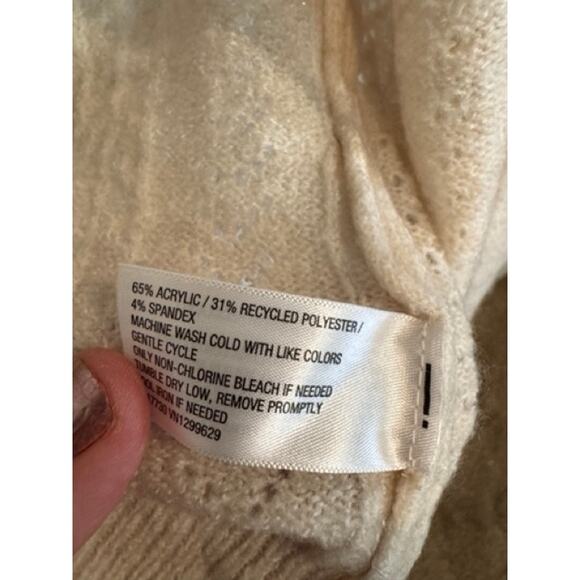 65% ACRYLIC / 31% RECYCLED POLYESTER /
4% SPANDEX
MACHINE WASH COLD WITH LIKE COLORS
GENTLE CYCLE
ONLY NON-CHLORINE BLEACH IF NEEDED
TUMBLE DRY LOW, REMOVE PROMPTLY
IRON IF NEEDED
VN1299629